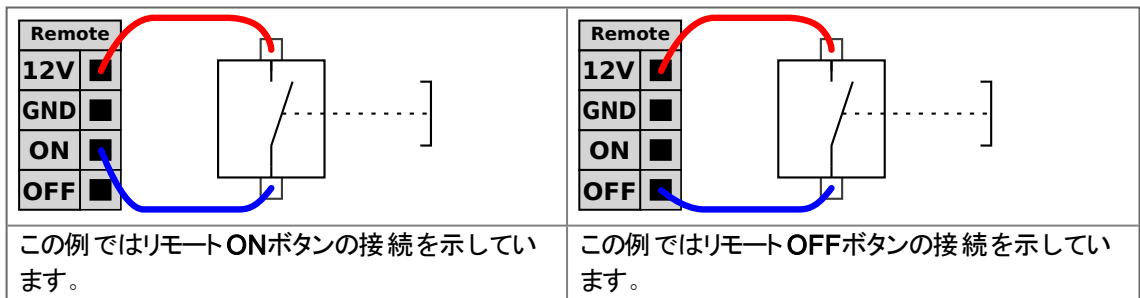 Remote
12V
GND
ON
OFF
この例ではリモートONボタンの接続を示してい
ます。
Remote
12V
GND
ON
OFF
この例ではリモートOFFボタンの接続を示してい
ます。